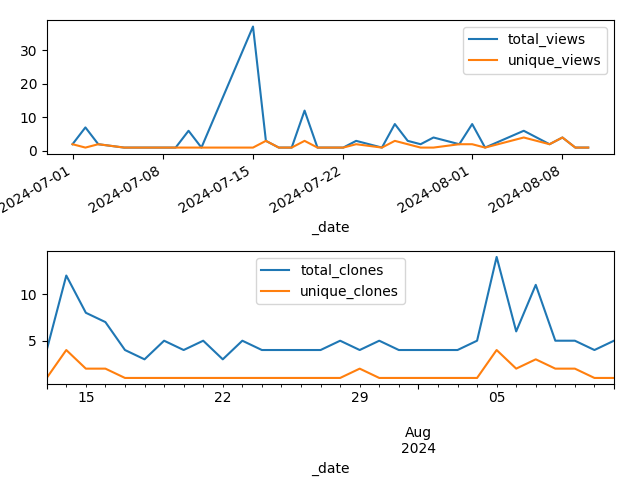 30
20
10
0
total_views
unique_views
2024-07-01
2024-07-08
2024-07-15
2024-07-22
2024-08-01
2024-08-08
_date
10
5
total_clones
unique_clones
15
22
29
05
Aug
2024
_date